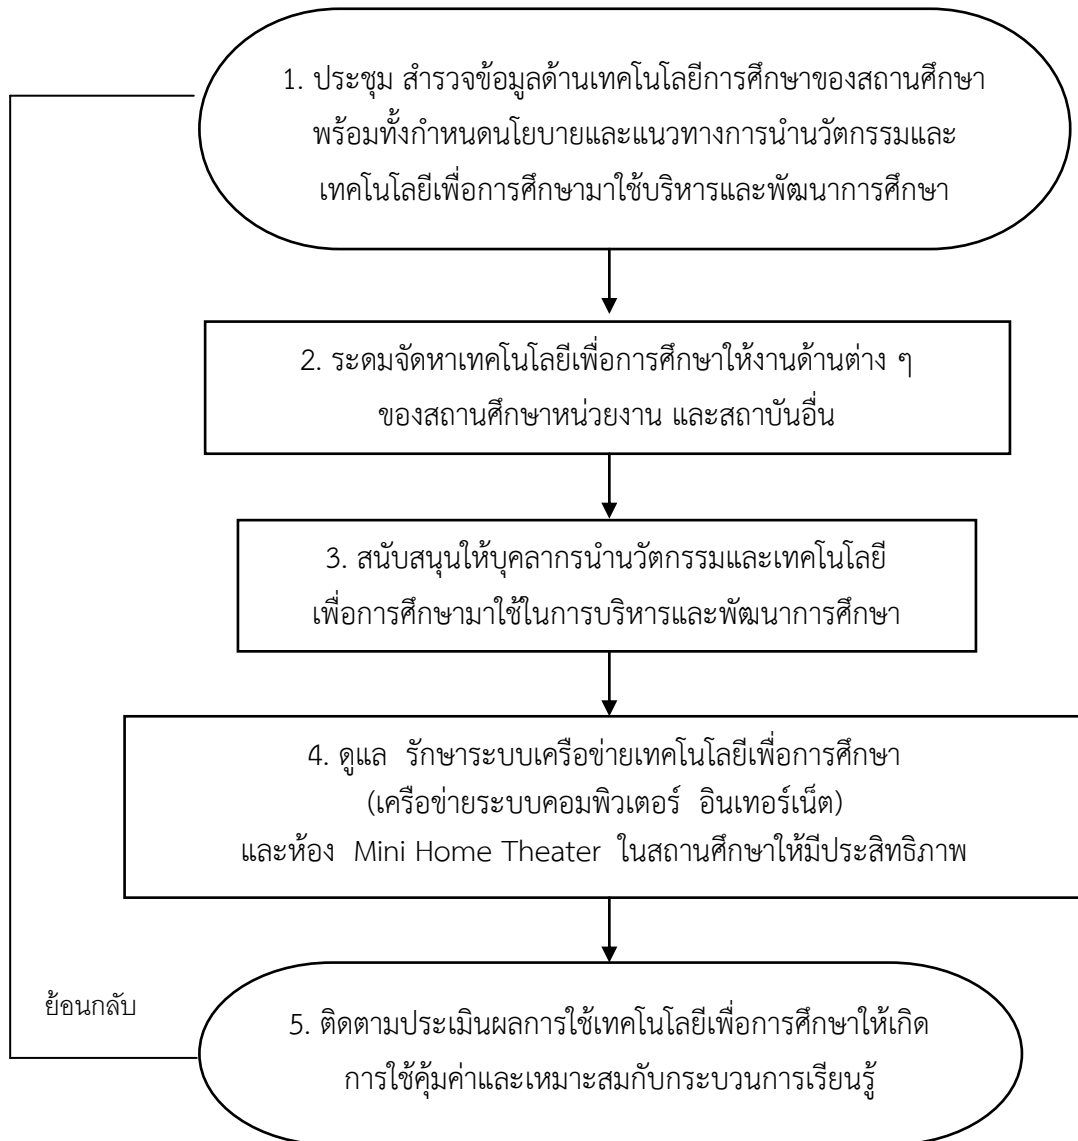 1. ประชุม สำรวจข้อมูลด้านเทคโนโลยีการศึกษาของสถานศึกษา
พร้อมทั้งกำหนดนโยบายและแนวทางการนำนวัตกรรมและ
เทคโนโลยีเพื่อการศึกษามาใช้บริหารและพัฒนาการศึกษา
2. ระดมจัดหาเทคโนโลยีเพื่อการศึกษาให้งานด้านต่าง ๆ
ของสถานศึกษาหน่วยงาน และสถาบันอื่น
3. สนับสนุนให้บุคลากรนำนวัตกรรมและเทคโนโลยี
เพื่อการศึกษามาใช้ในการบริหารและพัฒนาการศึกษา
4. ดูแล รักษาระบบเครือข่ายเทคโนโลยีเพื่อการศึกษา
(เครือข่ายระบบคอมพิวเตอร์ อินเทอร์เน็ต)
และห้อง Mini Home Theater ในสถานศึกษาให้มีประสิทธิภาพ
ย้อนกลับ
5. ติดตามประเมินผลการใช้เทคโนโลยีเพื่อการศึกษาให้เกิด
การใช้คุ้มค่าและเหมาะสมกับกระบวนการเรียนรู้